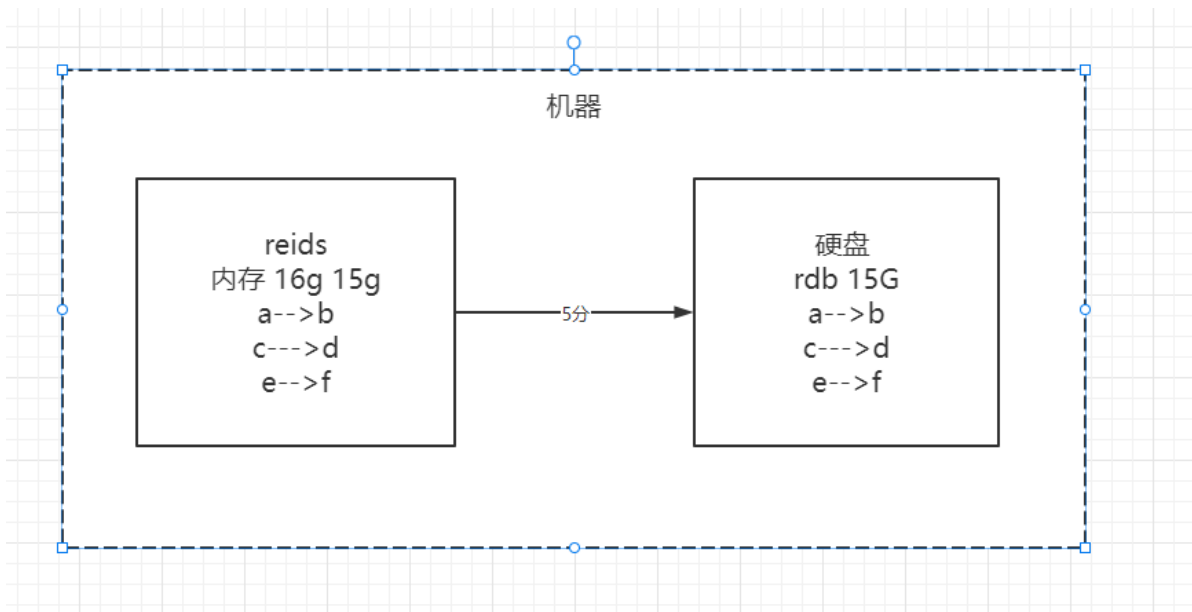 机器
reids
内存 16g 15g
a-->b
c--->d
e-->f
5分
硬盘
rdb 15G
a-->b
c--->d
e-->f